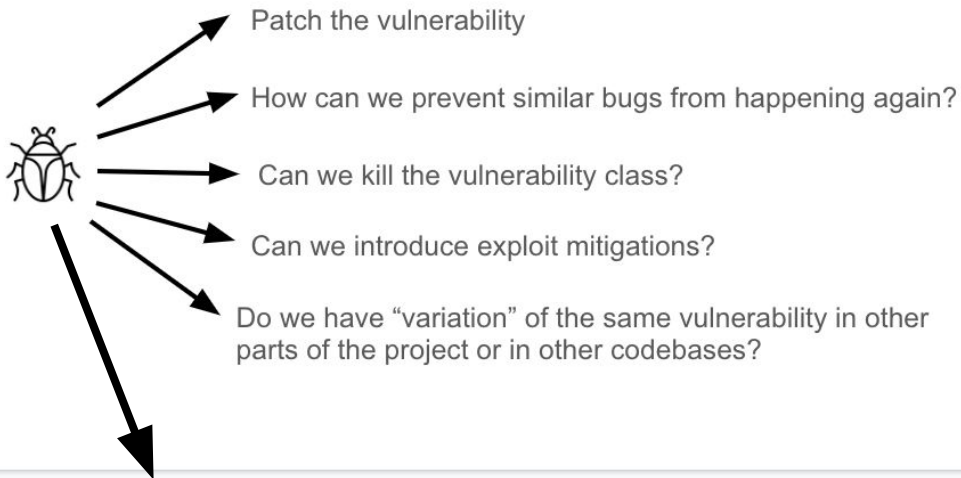 Patch the vulnerability
How can we prevent similar bugs from happening again?
Can we kill the vulnerability class?
Can we introduce exploit mitigations?
Do we have “variation” of the same vulnerability in other
parts of the project or in other codebases?